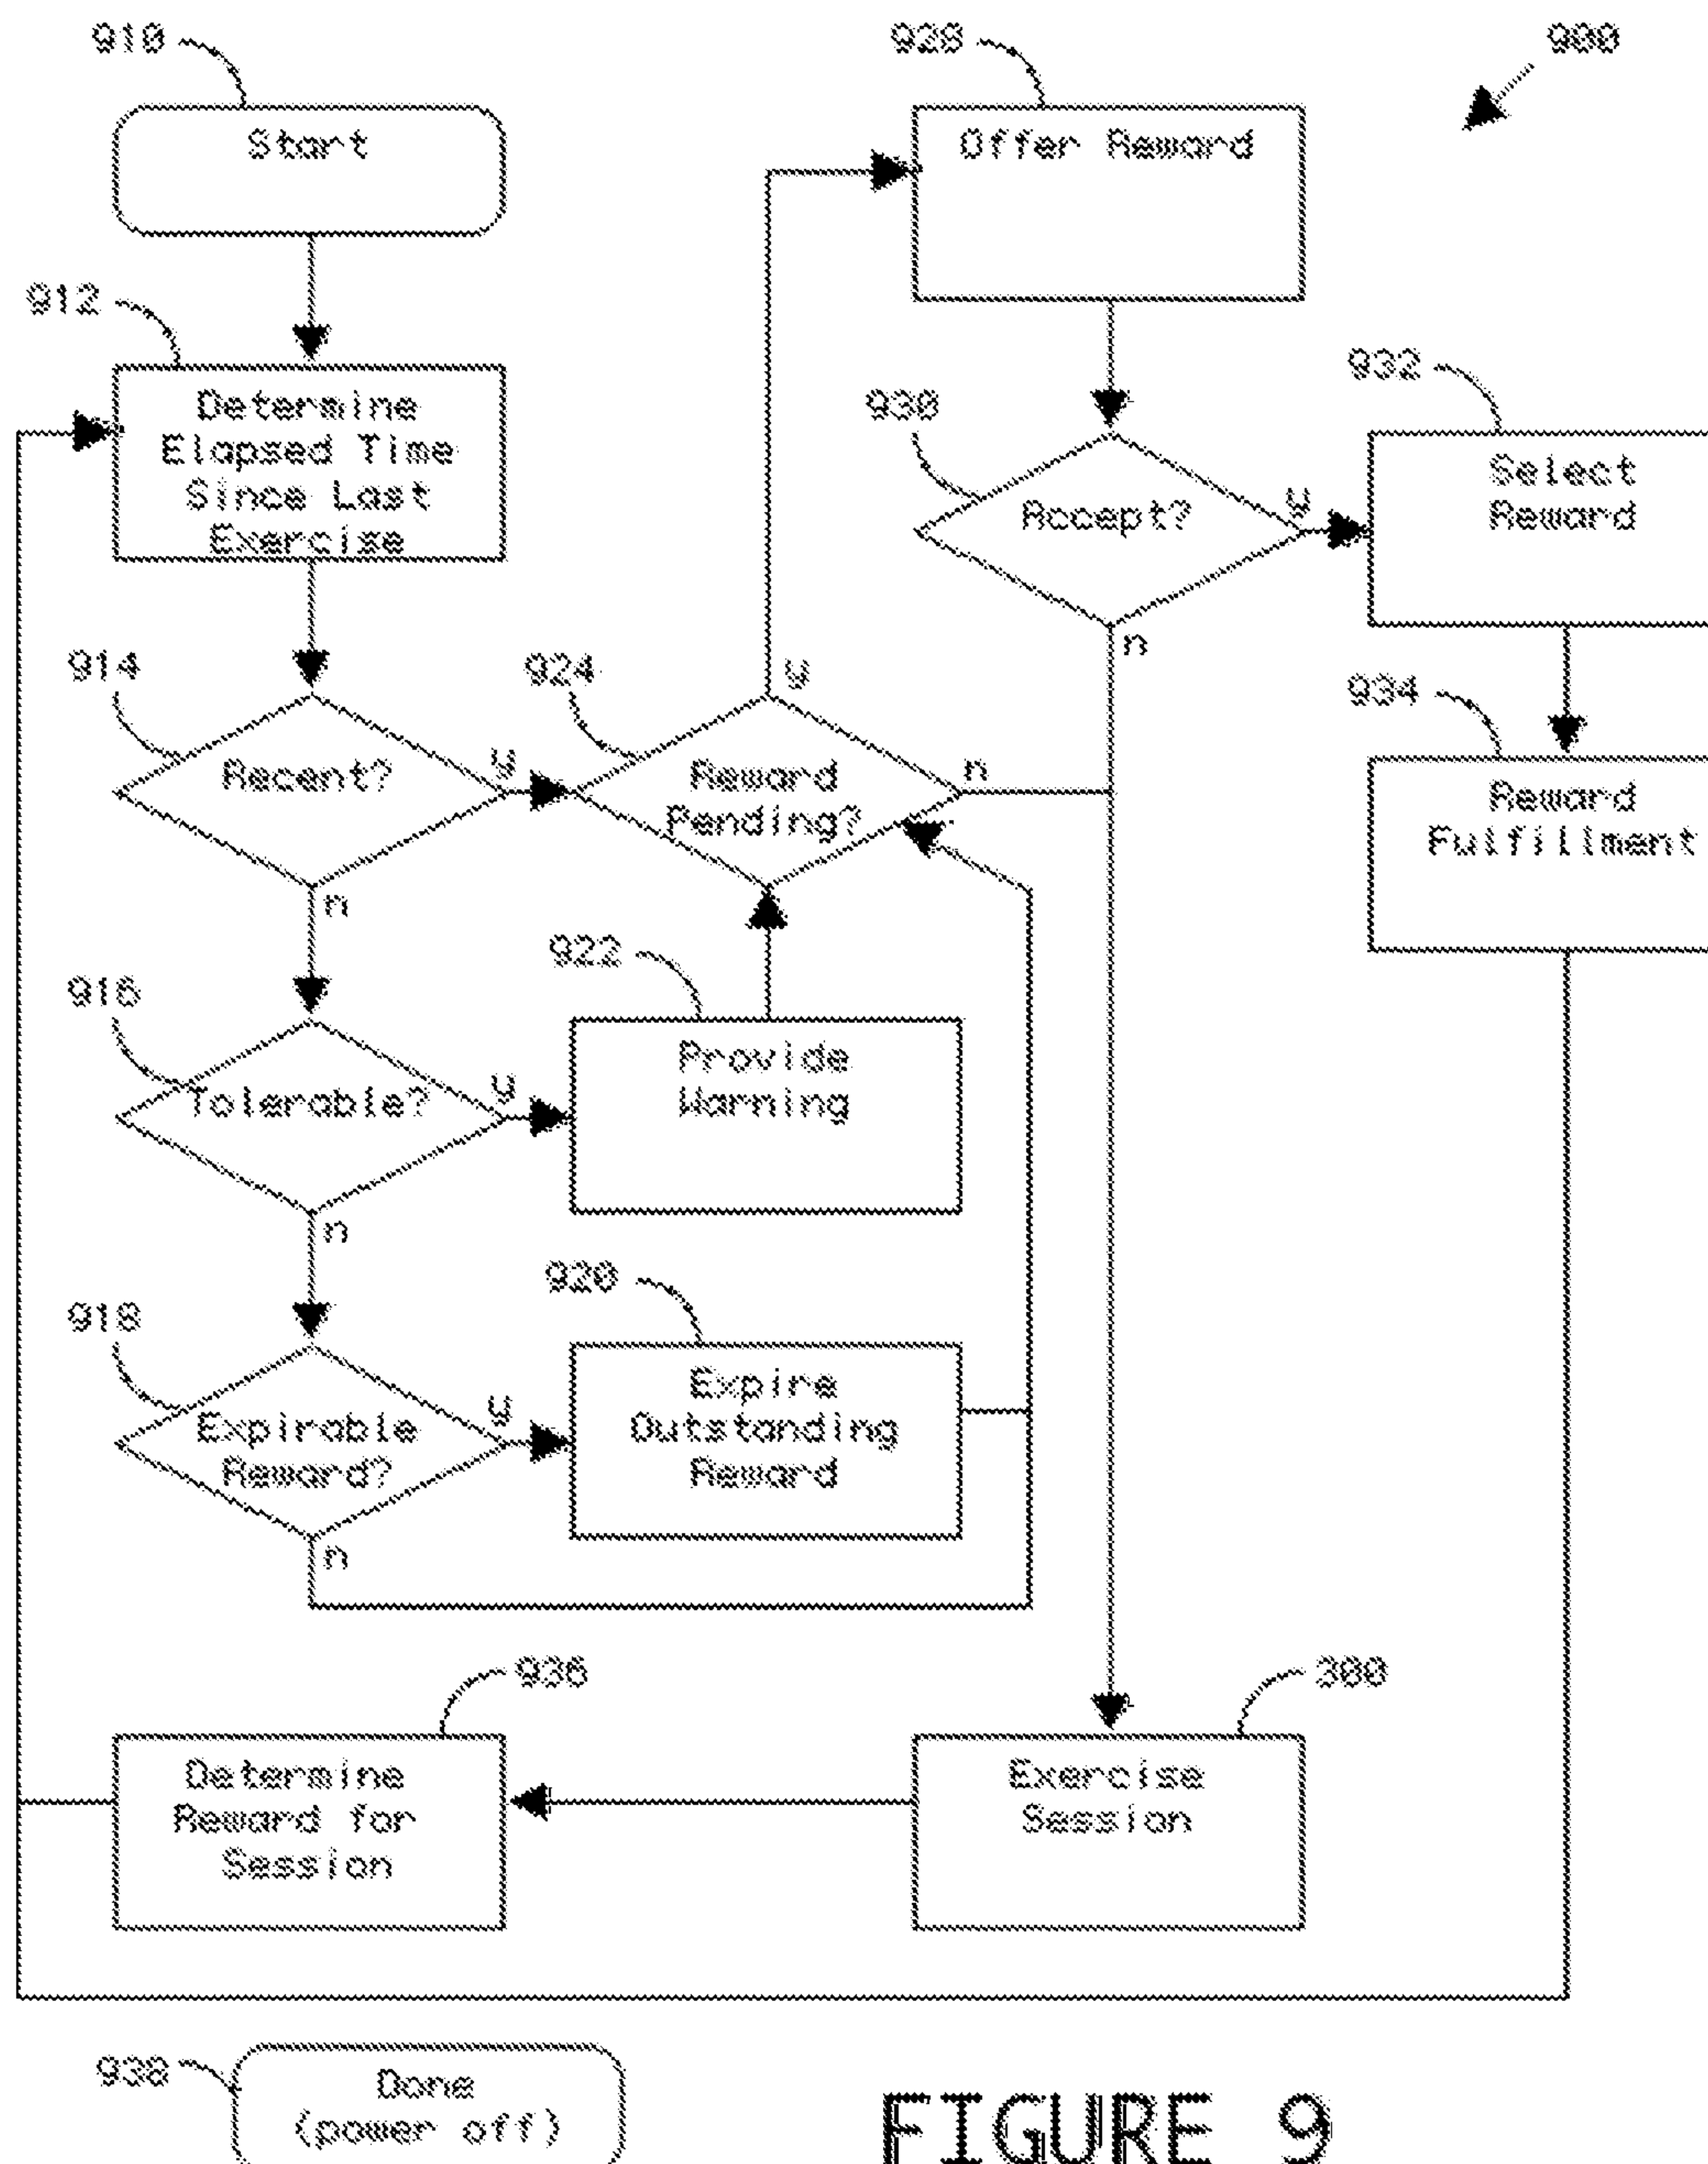 910
928
900
Start
Offer Reward
912
Determine
Elapsed Time
Since Last
Exercise
932
930
Select
Reward
Accept?
y
n
914
924
934
y
Recent?
y
Reward
Pending?
n
Reward
Fulfillment
n
922
916
Provide
Warning
Tolerable?
y
n
920
918
Expire
Outstanding
Reward
Expirable
Reward?
y
n
936
300
Determine
Reward for
Session
Exercise
Session
938
Done
(power off)
FIGURE 9